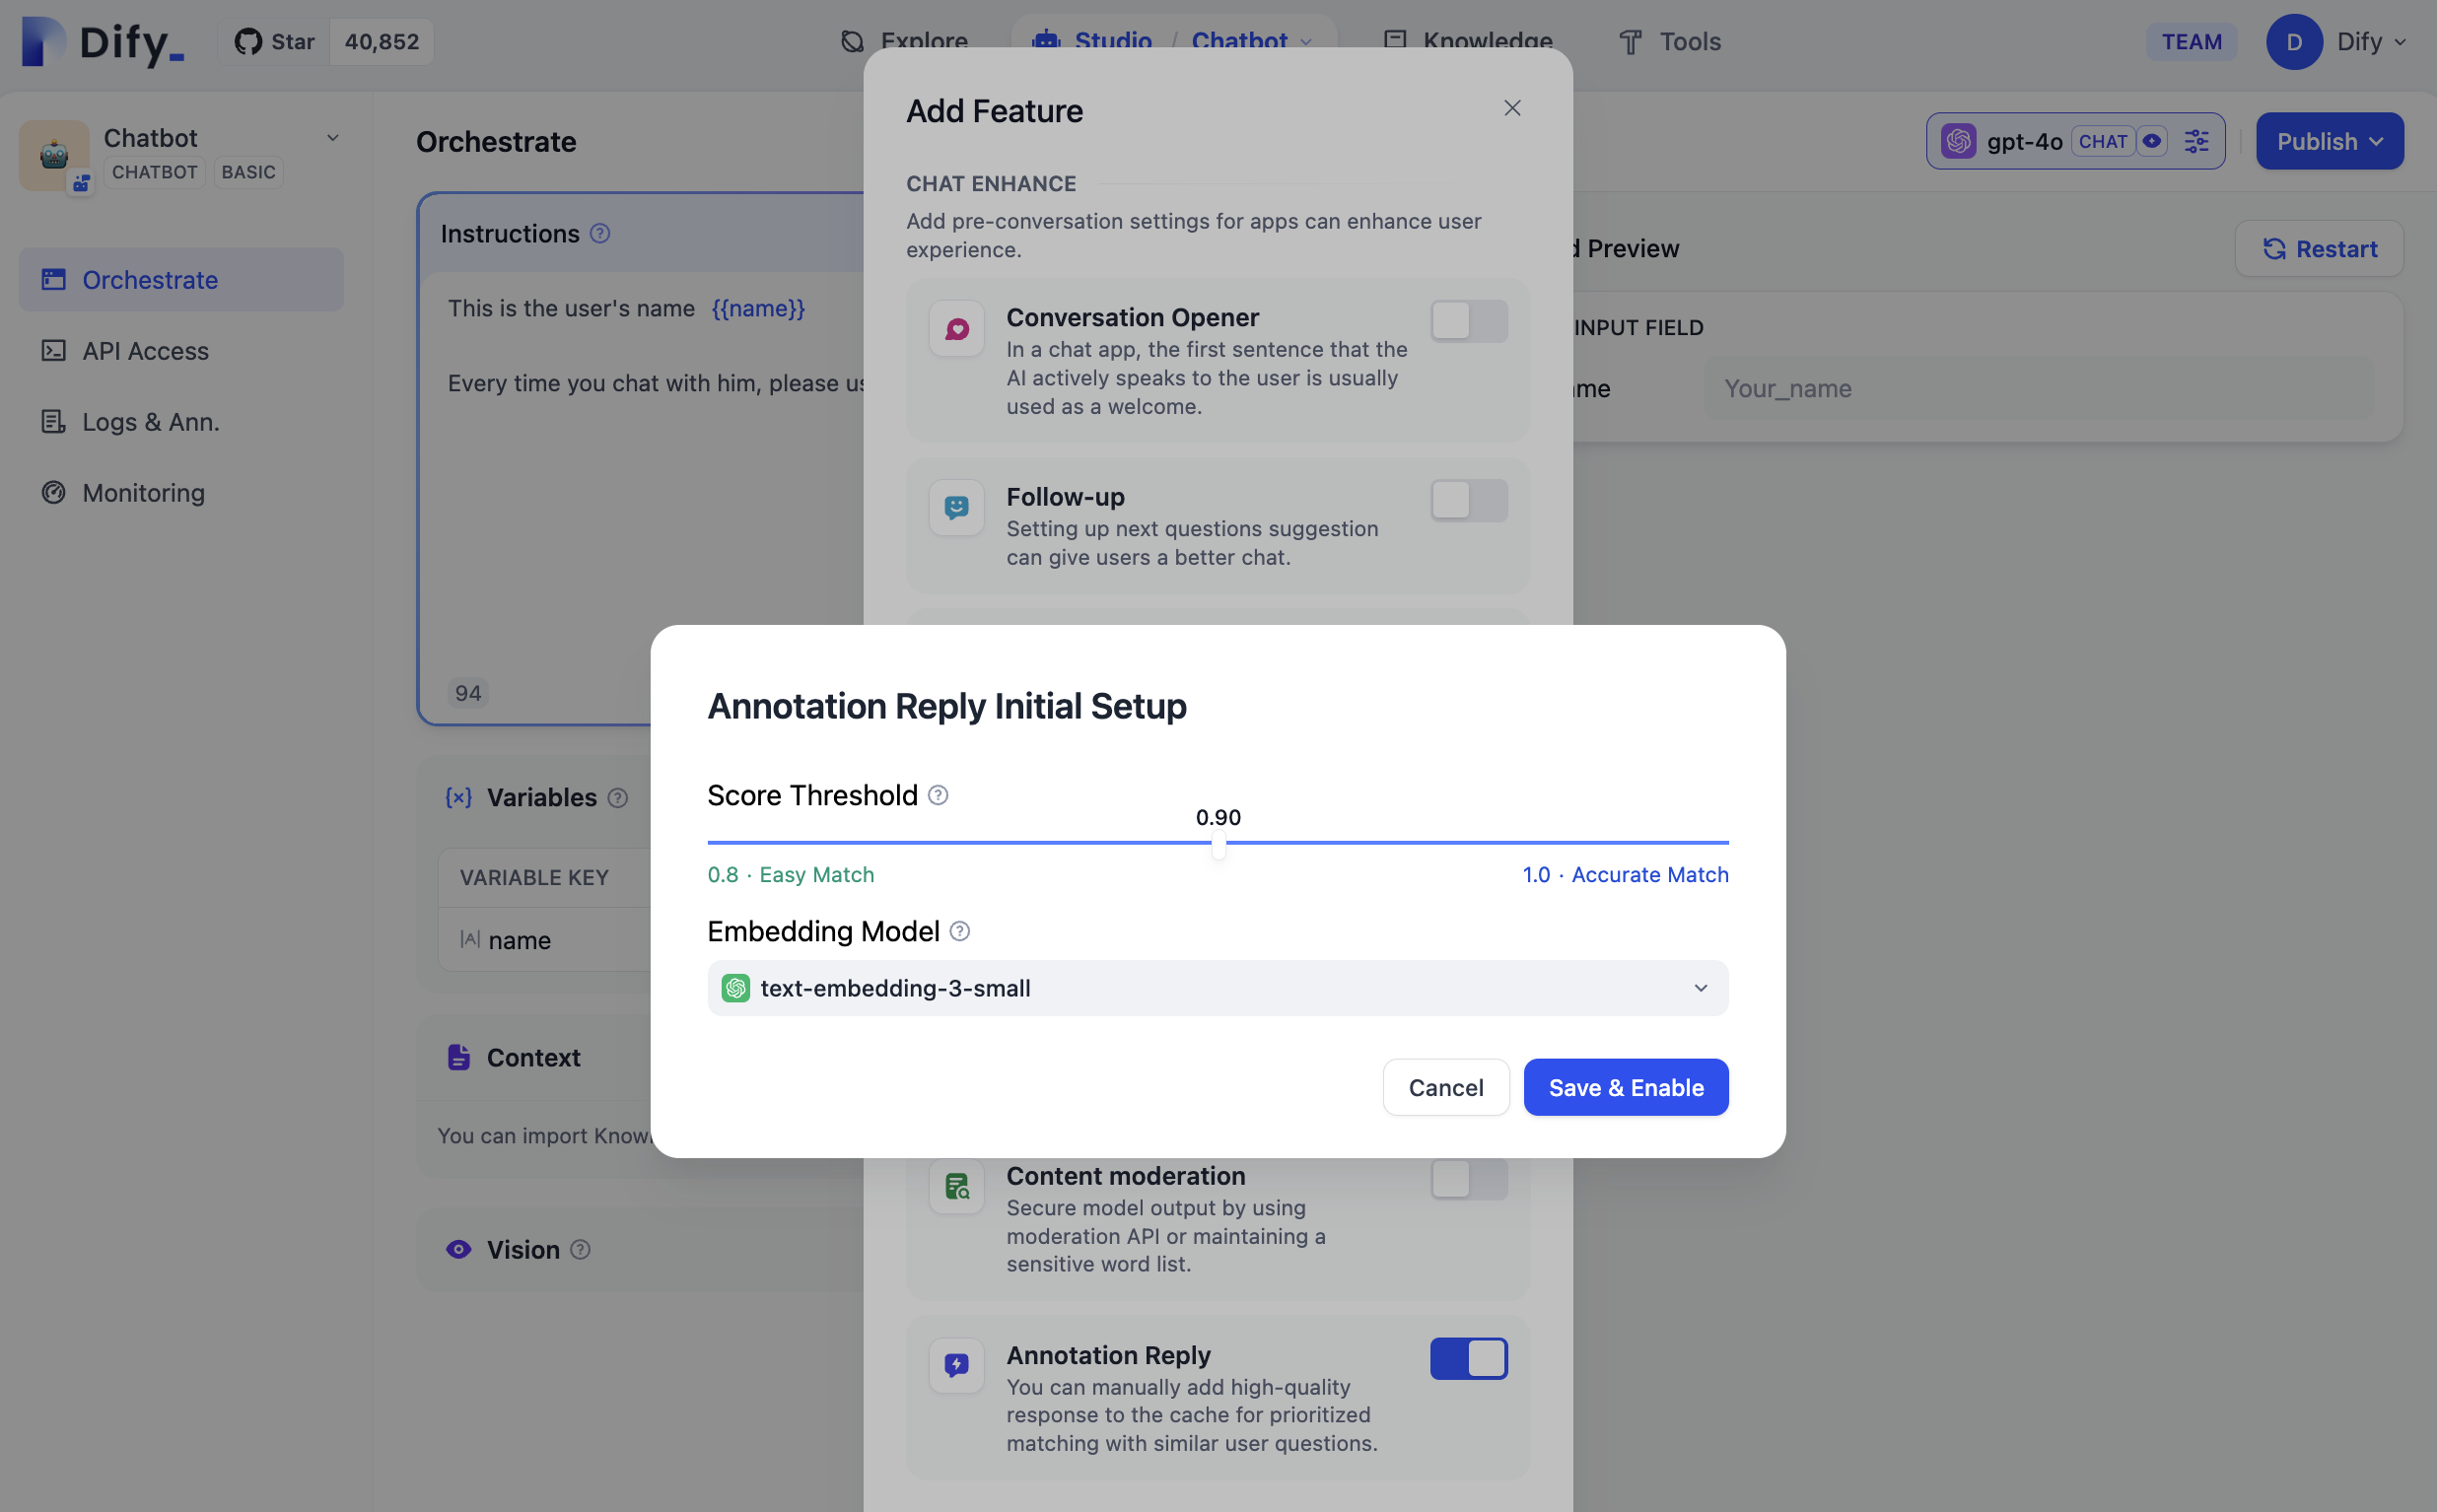 Dify_
Star 40,852
Explore
Studio / Chatbot
Knowledge
Tools
TEAM
D
Dify
Chatbot
CHATBOT
BASIC
Orchestrate
API Access
Logs & Ann.
Monitoring
Orchestrate
gpt-4o CHAT
Publish
Instructions
This is the user's name {{name}}
Every time you chat with him, please us
94
Variables
VARIABLE KEY
name
Context
You can import Know
Vision
Preview
Restart
INPUT FIELD
me
Your_name
Add Feature
CHAT ENHANCE
Add pre-conversation settings for apps can enhance user
experience.
Conversation Opener
In a chat app, the first sentence that the
AI actively speaks to the user is usually
used as a welcome.
Follow-up
Setting up next questions suggestion
can give users a better chat.
Annotation Reply Initial Setup
Score Threshold
0.90
0.8 · Easy Match
1.0 · Accurate Match
Embedding Model
text-embedding-3-small
Cancel
Save & Enable
Content moderation
Secure model output by using
moderation API or maintaining a
sensitive word list.
Annotation Reply
You can manually add high-quality
response to the cache for prioritized
matching with similar user questions.